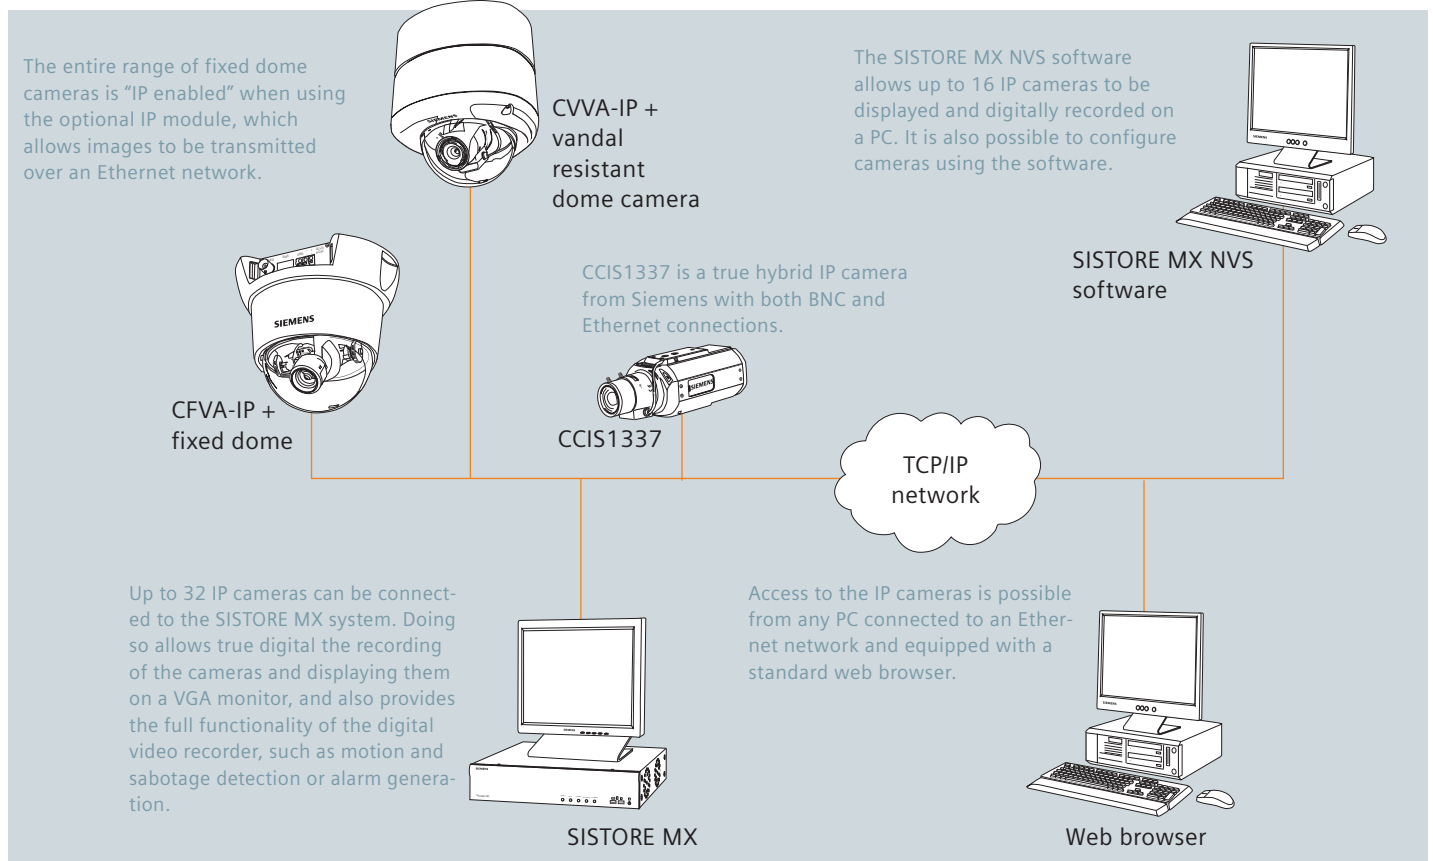 The entire range of fixed dome
cameras is “IP enabled” when using
the optional IP module, which
allows images to be transmitted
over an Ethernet network.
CVVA-IP +
vandal
resistant
dome camera
The SISTORE MX NVS software
allows up to 16 IP cameras to be
displayed and digitally recorded on
a PC. It is also possible to configure
cameras using the software.
SIEMENS
SISTORE MX NVS
software
SIEMENS
CFVA-IP +
fixed dome
CCIS1337 is a true hybrid IP camera
from Siemens with both BNC and
Ethernet connections.
SIEMENS
CCIS1337
TCP/IP
network
Up to 32 IP cameras can be connect-
ed to the SISTORE MX system. Doing
so allows true digital the recording
of the cameras and displaying them
on a VGA monitor, and also provides
the full functionality of the digital
video recorder, such as motion and
sabotage detection or alarm genera-
tion.
SIEMENS
SIEMENS
SISTORE MX
Access to the IP cameras is possible
from any PC connected to an Ether-
net network and equipped with a
standard web browser.
SIEMENS
Web browser